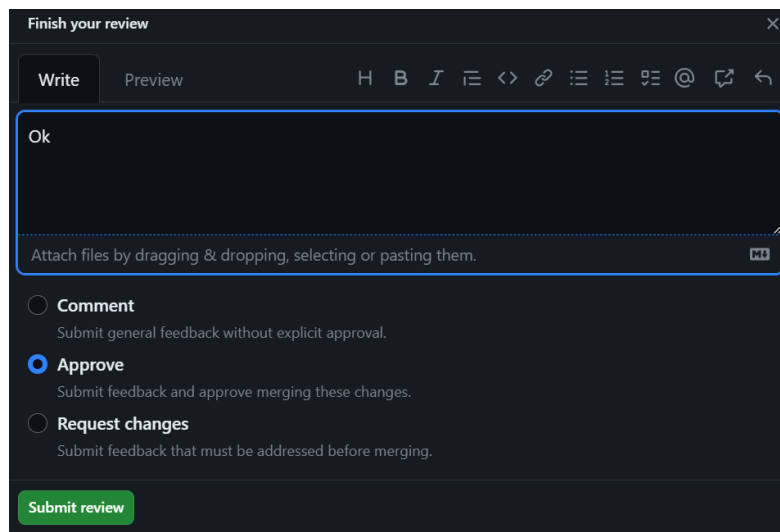 Finish your review
Write Preview
Ok
Attach files by dragging & dropping, selecting or pasting them.
Comment
Submit general feedback without explicit approval.
Approve
Submit feedback and approve merging these changes.
Request changes
Submit feedback that must be addressed before merging.
Submit review